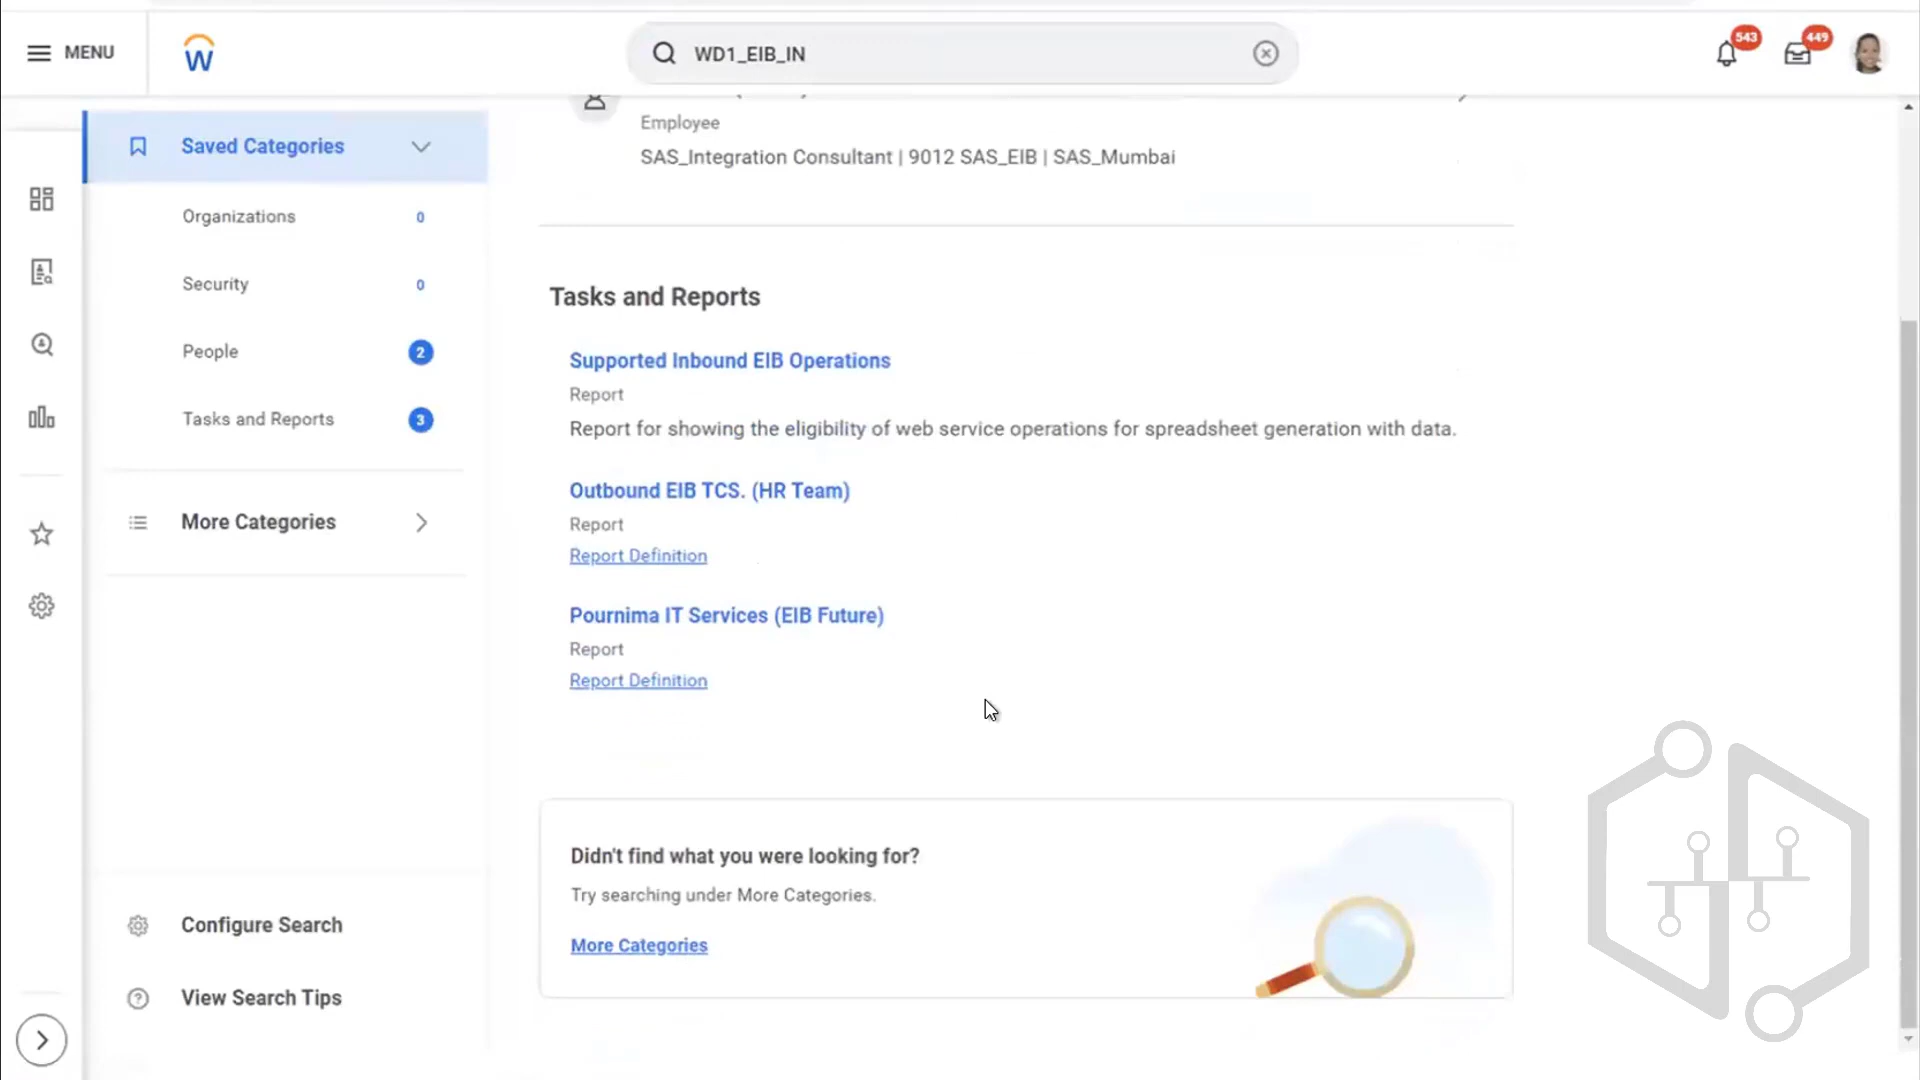 MENU
W
WD1_EIB_IN
543
449
Saved Categories
Organizations 0
Security 0
People 2
Tasks and Reports 3
More Categories
Configure Search
View Search Tips
Employee
SAS_Integration Consultant | 9012 SAS_EIB | SAS_Mumbai
Tasks and Reports
Supported Inbound EIB Operations
Report
Report for showing the eligibility of web service operations for spreadsheet generation with data.
Outbound EIB TCS. (HR Team)
Report
Report Definition
Pournima IT Services (EIB Future)
Report
Report Definition
Didn't find what you were looking for?
Try searching under More Categories.
More Categories